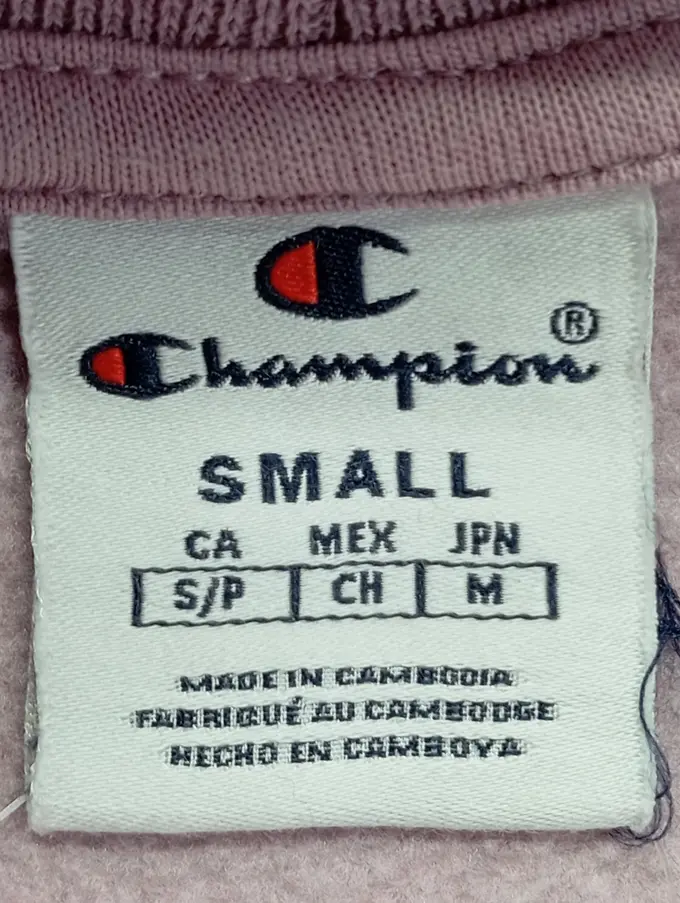 Champion®
SMALL
CA MEX JPN
S/P CH M
MADE IN CAMBODIA
FABRIQUÉ AU CAMBODGE
HECHO EN CAMBOYA